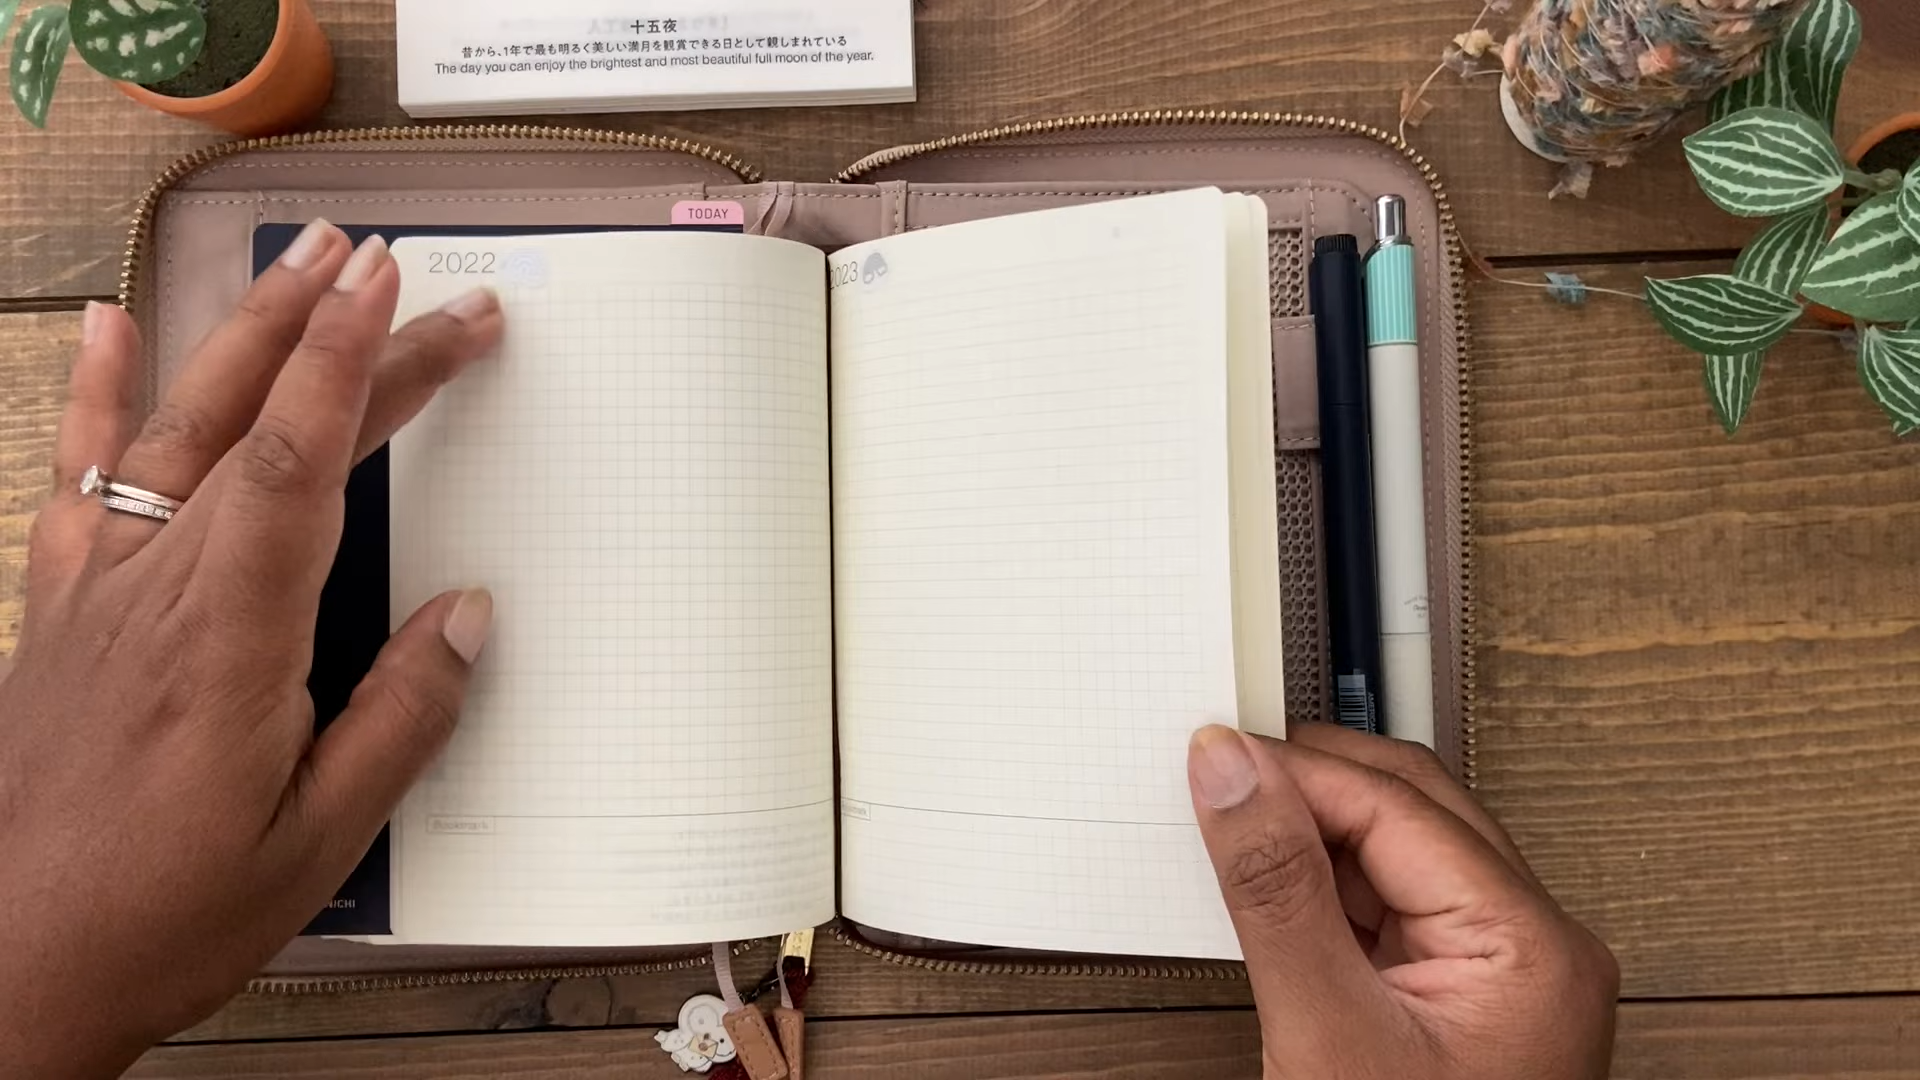 十五夜
昔から、1年で最も明るく美しい満月を観賞できる日として親しまれている
The day you can enjoy the brightest and most beautiful full moon of the year.
TODAY
2022
2023
Bookmark
NICHI